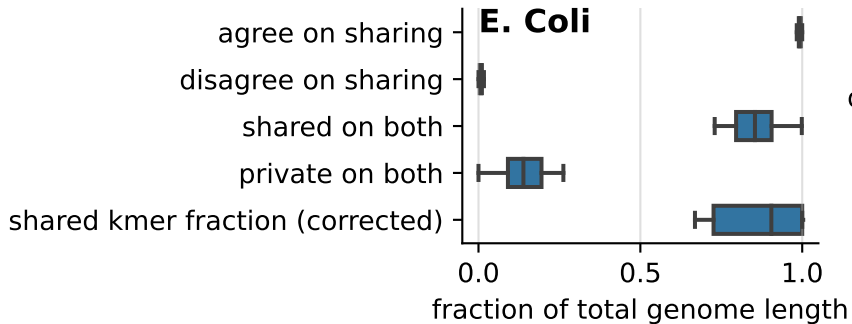 E. Coli
agree on sharing
disagree on sharing
shared on both
private on both
shared kmer fraction (corrected)
0.0 0.5 1.0
fraction of total genome length